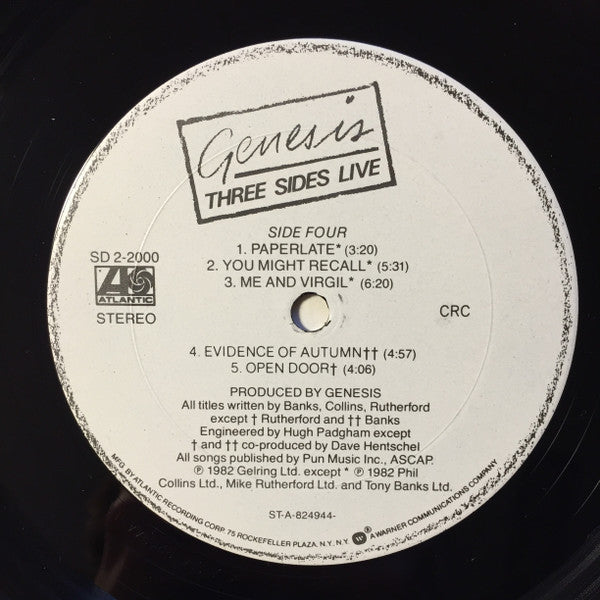 Genesis
THREE SIDES LIVE
SIDE FOUR
1. PAPERLATE* (3:20)
2. YOU MIGHT RECALL* (5:31)
3. ME AND VIRGIL* (6:20)
SD 2-2000
ATLANTIC
STEREO
CRC
4. EVIDENCE OF AUTUMN†† (4:57)
5. OPEN DOOR† (4:06)
PRODUCED BY GENESIS
All titles written by Banks, Collins, Rutherford
except † Rutherford and †† Banks
Engineered by Hugh Padgham except
† and †† co-produced by Dave Hentschel
All songs published by Pun Music Inc., ASCAP.
℗ 1982 Gelring Ltd. except * ℗ 1982 Phil
Collins Ltd., Mike Rutherford Ltd. and Tony Banks Ltd.
ST-A-824944-
MFG. BY ATLANTIC RECORDING CORP. 75 ROCKEFELLER PLAZA, N.Y. N.Y. W ® A WARNER COMMUNICATIONS COMPANY